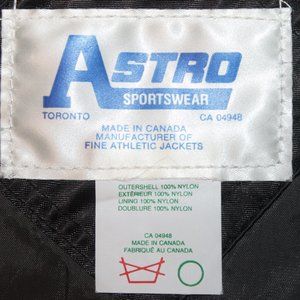 ASTRO
SPORTSWEAR
TORONTO CA 04948
MADE IN CANADA
MANUFACTURER OF
FINE ATHLETIC JACKETS
OUTERSHELL 100% NYLON
EXTÉRIEUR 100% NYLON
LINING 100% NYLON
DOUBLURE 100% NYLON
CA 04948
MADE IN CANADA
FABRIQUÉ AU CANADA